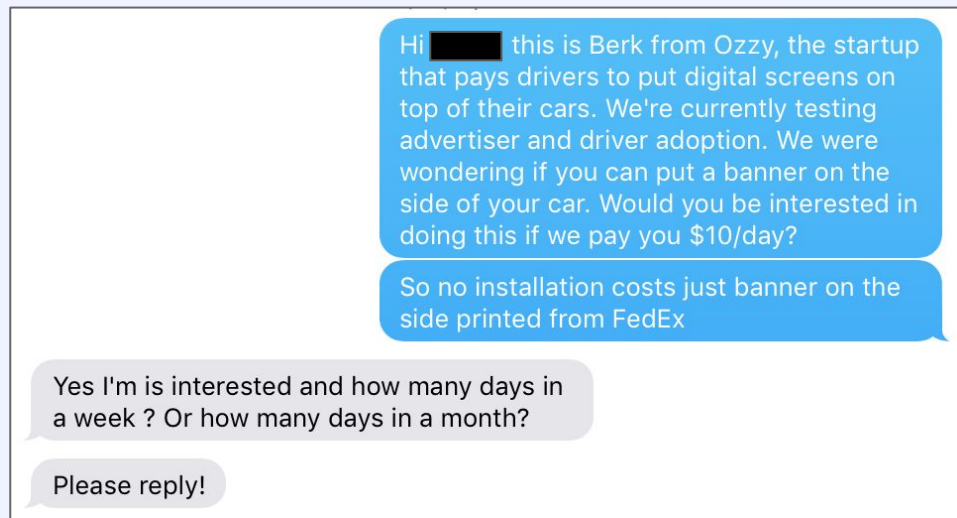 Hi this is Berk from Ozzy, the startup
that pays drivers to put digital screens on
top of their cars. We're currently testing
advertiser and driver adoption. We were
wondering if you can put a banner on the
side of your car. Would you be interested in
doing this if we pay you $10/day?
So no installation costs just banner on the
side printed from FedEx
Yes I'm is interested and how many days in
a week ? Or how many days in a month?
Please reply!